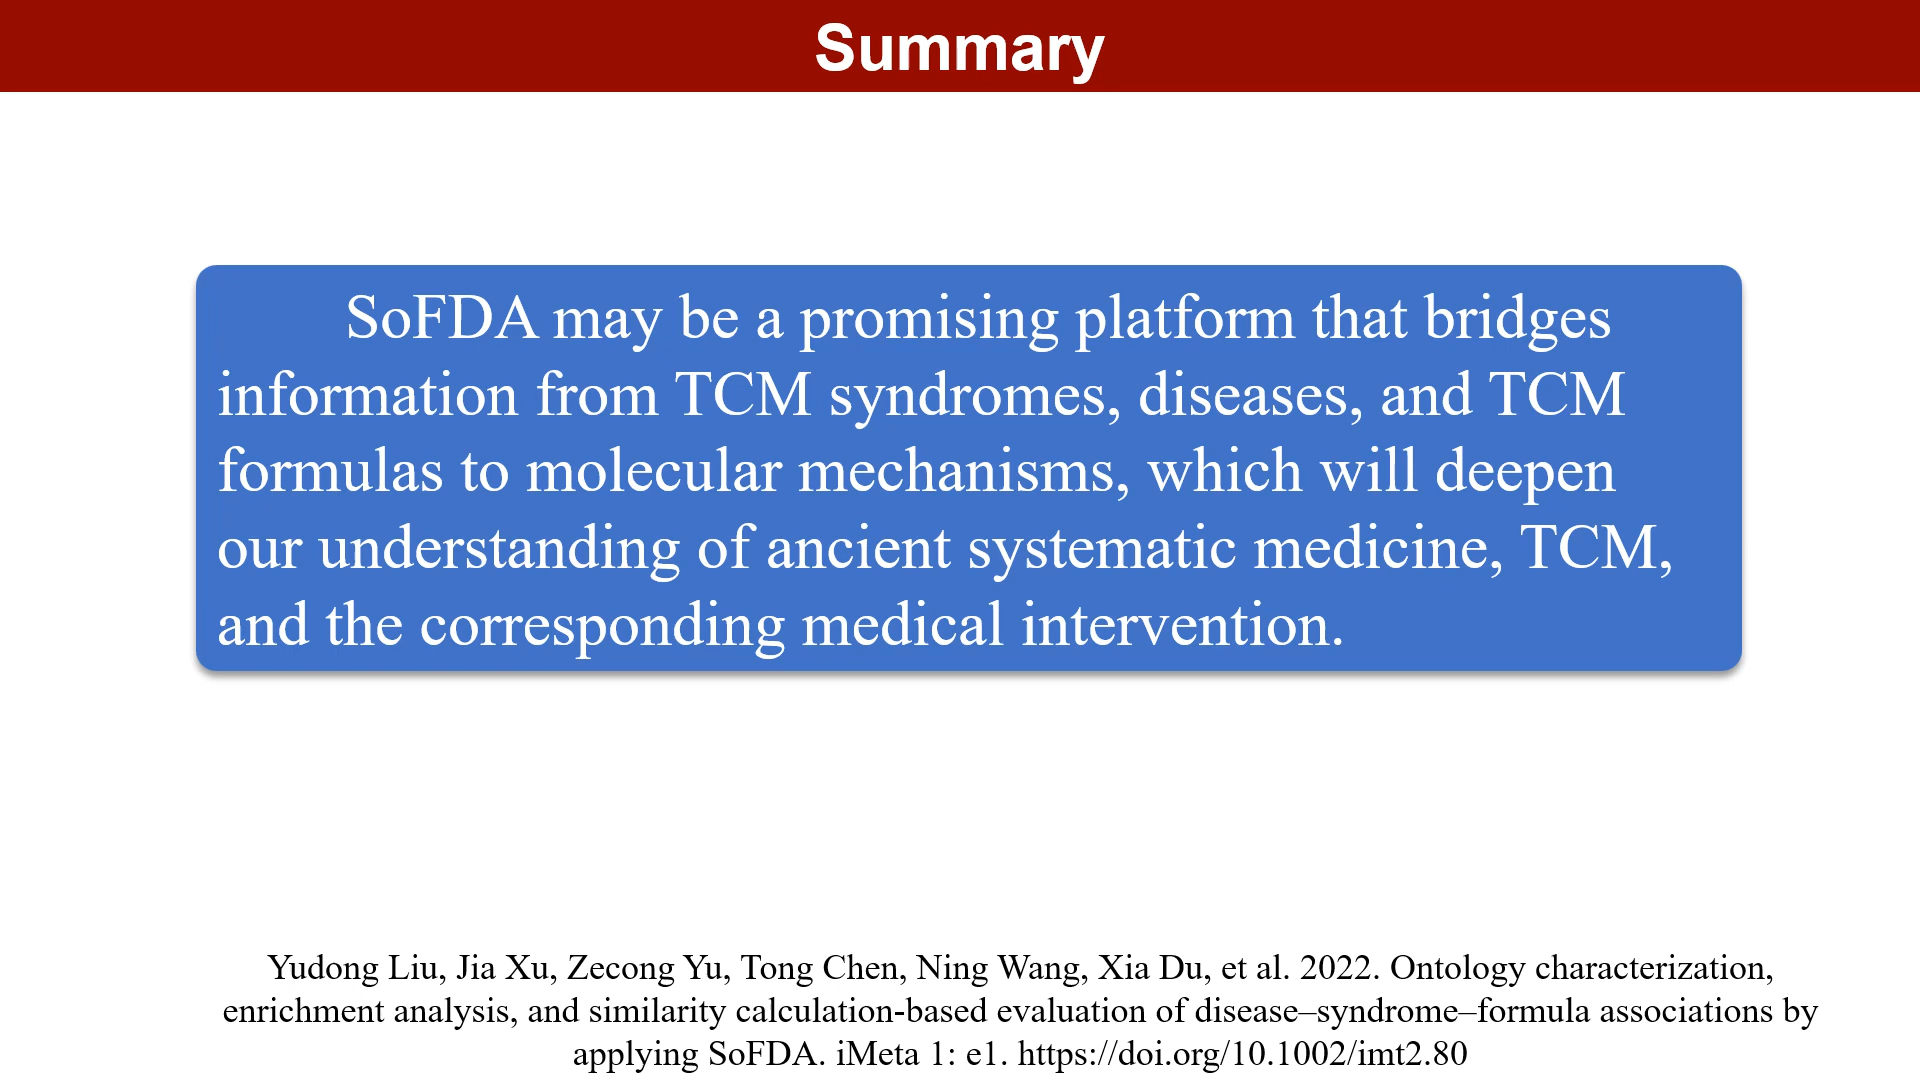 Summary
SoFDA may be a promising platform that bridges
information from TCM syndromes, diseases, and TCM
formulas to molecular mechanisms, which will deepen
our understanding of ancient systematic medicine, TCM,
and the corresponding medical intervention.
Yudong Liu, Jia Xu, Zecong Yu, Tong Chen, Ning Wang, Xia Du, et al. 2022. Ontology characterization,
enrichment analysis, and similarity calculation-based evaluation of disease–syndrome–formula associations by
applying SoFDA. iMeta 1: e1. https://doi.org/10.1002/imt2.80